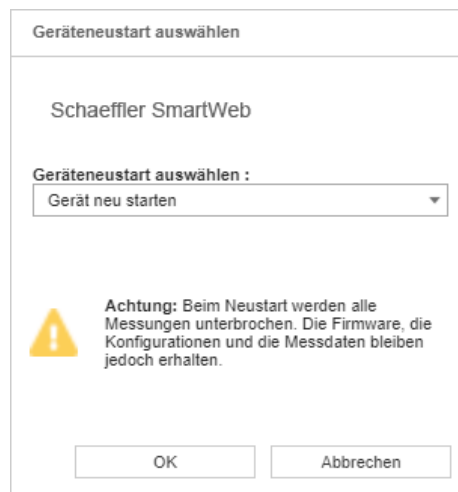 Geräteneustart auswählen
Schaeffler SmartWeb
Geräteneustart auswählen :
Gerät neu starten
Achtung: Beim Neustart werden alle
Messungen unterbrochen. Die Firmware, die
Konfigurationen und die Messdaten bleiben
jedoch erhalten.
OK Abbrechen